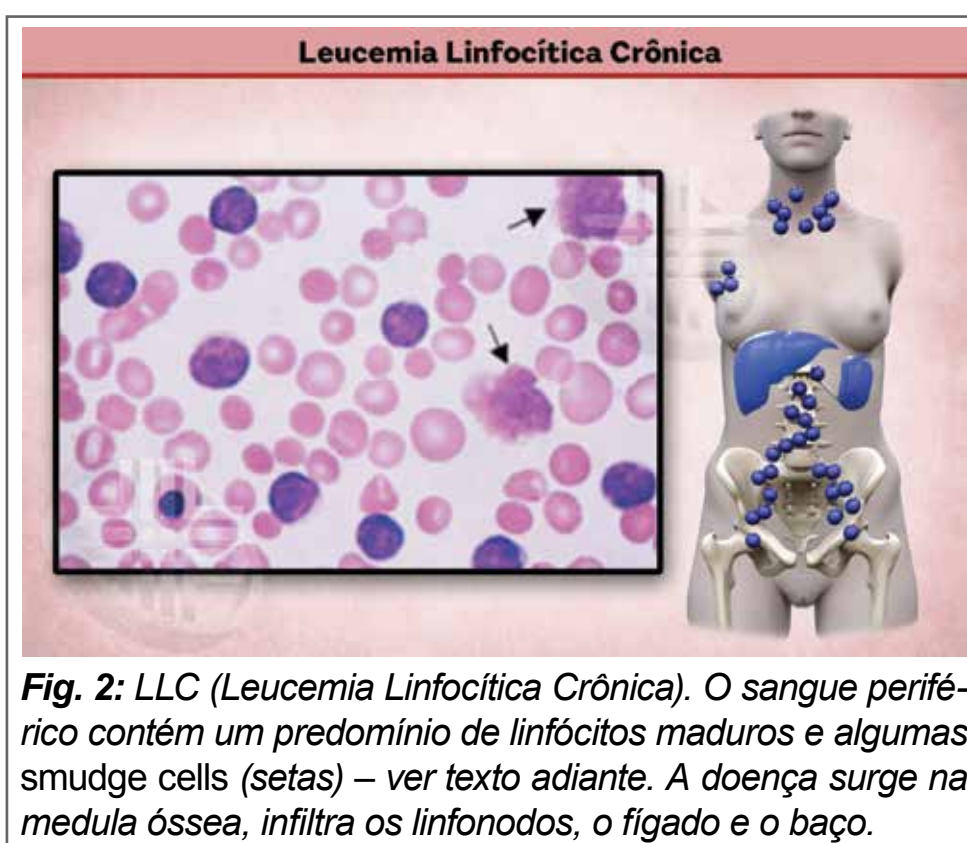 Leucemia Linfocítica Crônica
Fig. 2: LLC (Leucemia Linfocítica Crônica). O sangue perifé-
rico contém um predomínio de linfócitos maduros e algumas
smudge cells (setas) – ver texto adiante. A doença surge na
medula óssea, infiltra os linfonodos, o fígado e o baço.